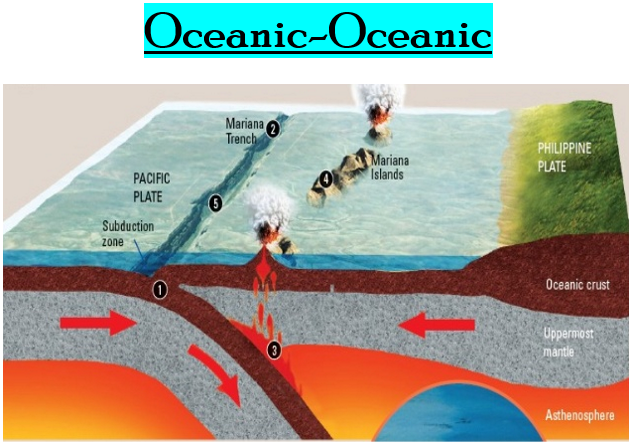 Oceanic-Oceanic
Mariana
Trench
2
Mariana
Islands
4
PHILIPPINE
PLATE
PACIFIC
PLATE
5
Subduction
zone
1
Oceanic crust
Uppermost
mantle
3
Asthenosphere